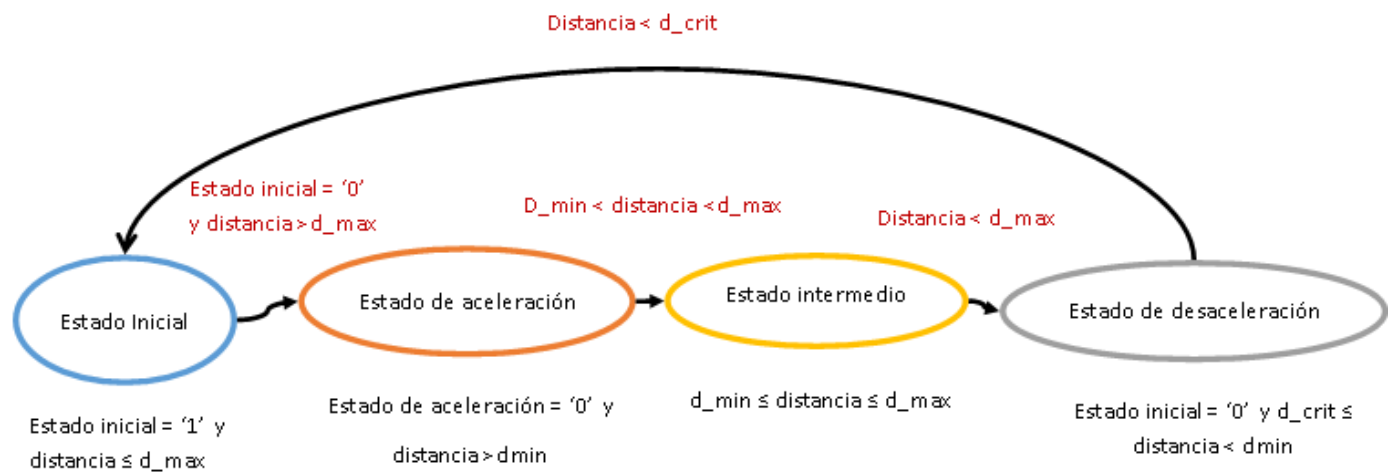 Distancia < d_crit
Estado inicial = ‘0’
y distancia > d_max
D_min < distancia < d_max
Distancia < d_max
Estado Inicial
Estado de aceleración
Estado intermedio
Estado de desaceleración
Estado inicial = ‘1’ y
distancia ≤ d_max
Estado de aceleración = ‘0’ y
distancia > dmin
d_min ≤ distancia ≤ d_max
Estado inicial = ‘0’ y d_crit ≤
distancia < dmin